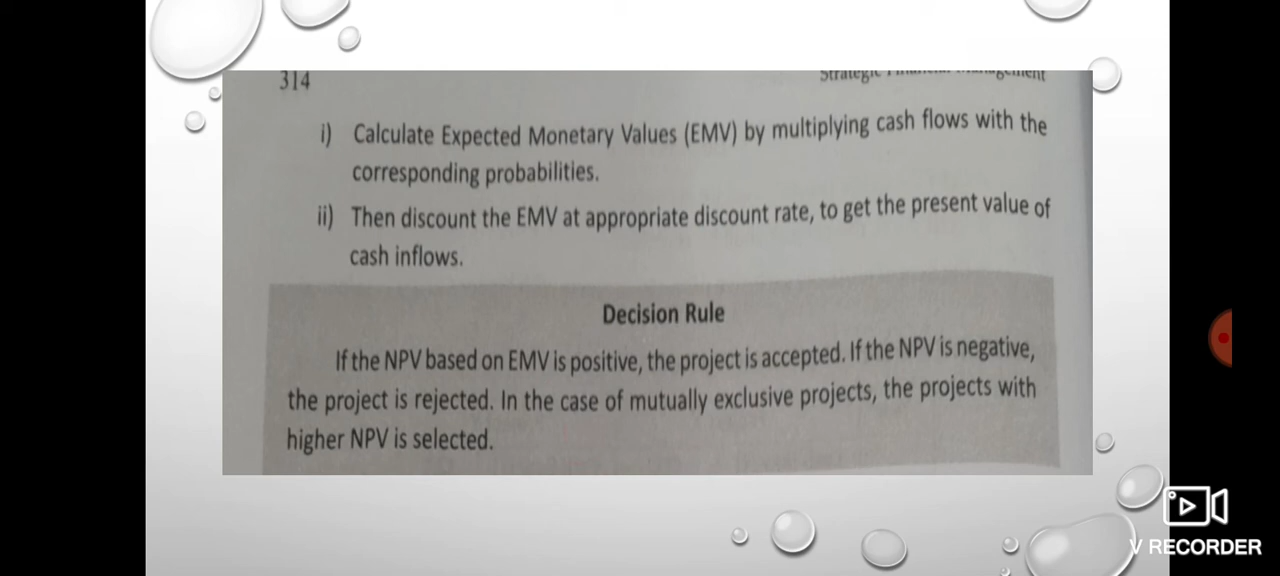 314
Strategic Financial Management
i) Calculate Expected Monetary Values (EMV) by multiplying cash flows with the
corresponding probabilities.
ii) Then discount the EMV at appropriate discount rate, to get the present value of
cash inflows.
Decision Rule
If the NPV based on EMV is positive, the project is accepted. If the NPV is negative,
the project is rejected. In the case of mutually exclusive projects, the projects with
higher NPV is selected.
V RECORDER